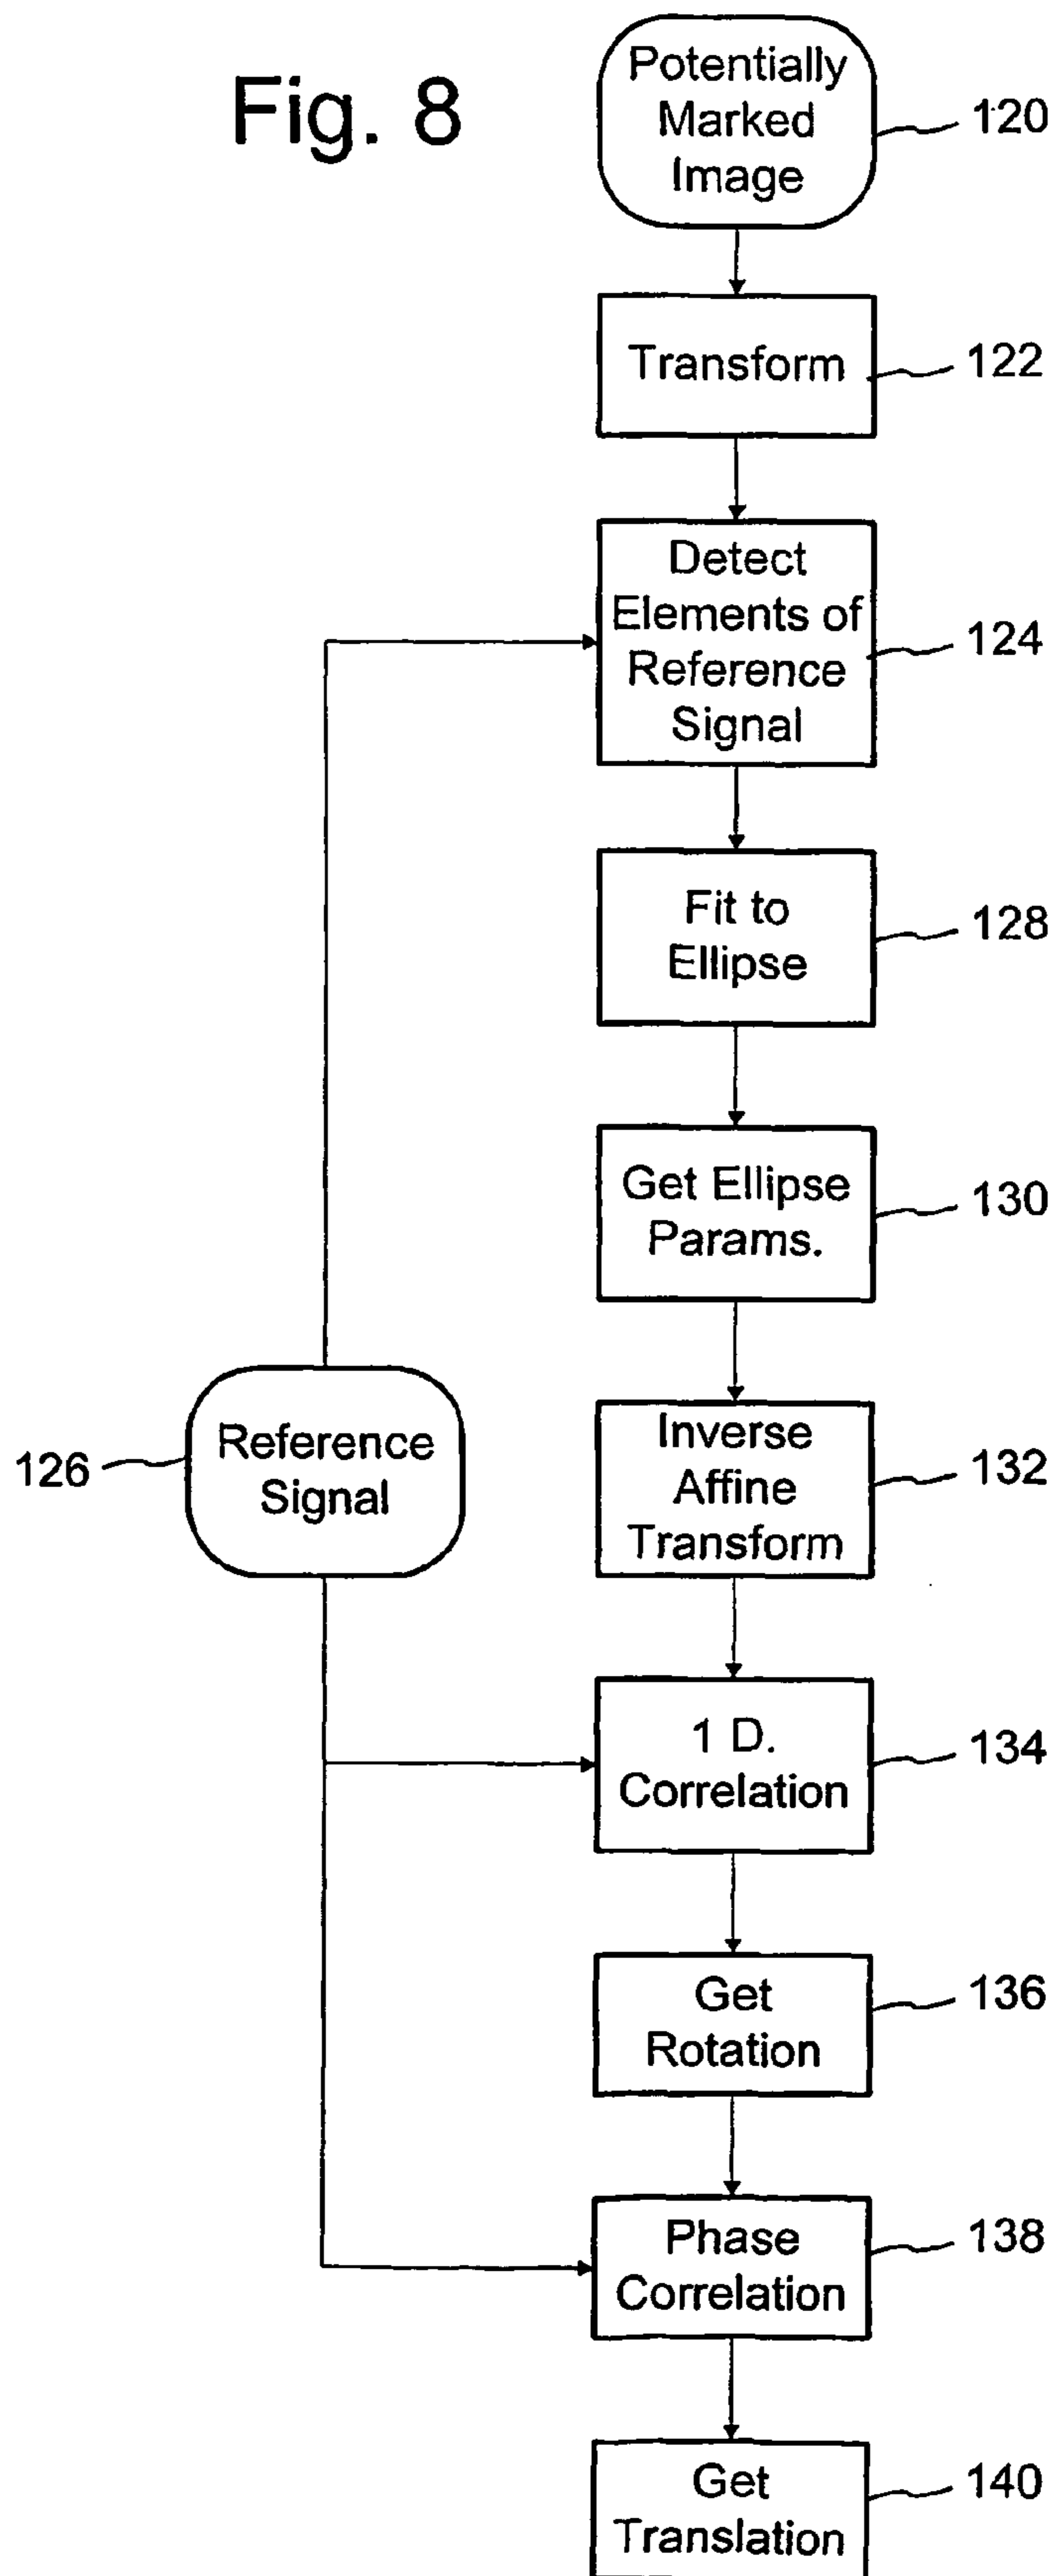 Fig. 8
Potentially
Marked
Image
120
Transform
122
Detect
Elements of
Reference
Signal
124
Fit to
Ellipse
128
Get Ellipse
Params.
130
Reference
Signal
126
Inverse
Affine
Transform
132
1 D.
Correlation
134
Get
Rotation
136
Phase
Correlation
138
Get
Translation
140